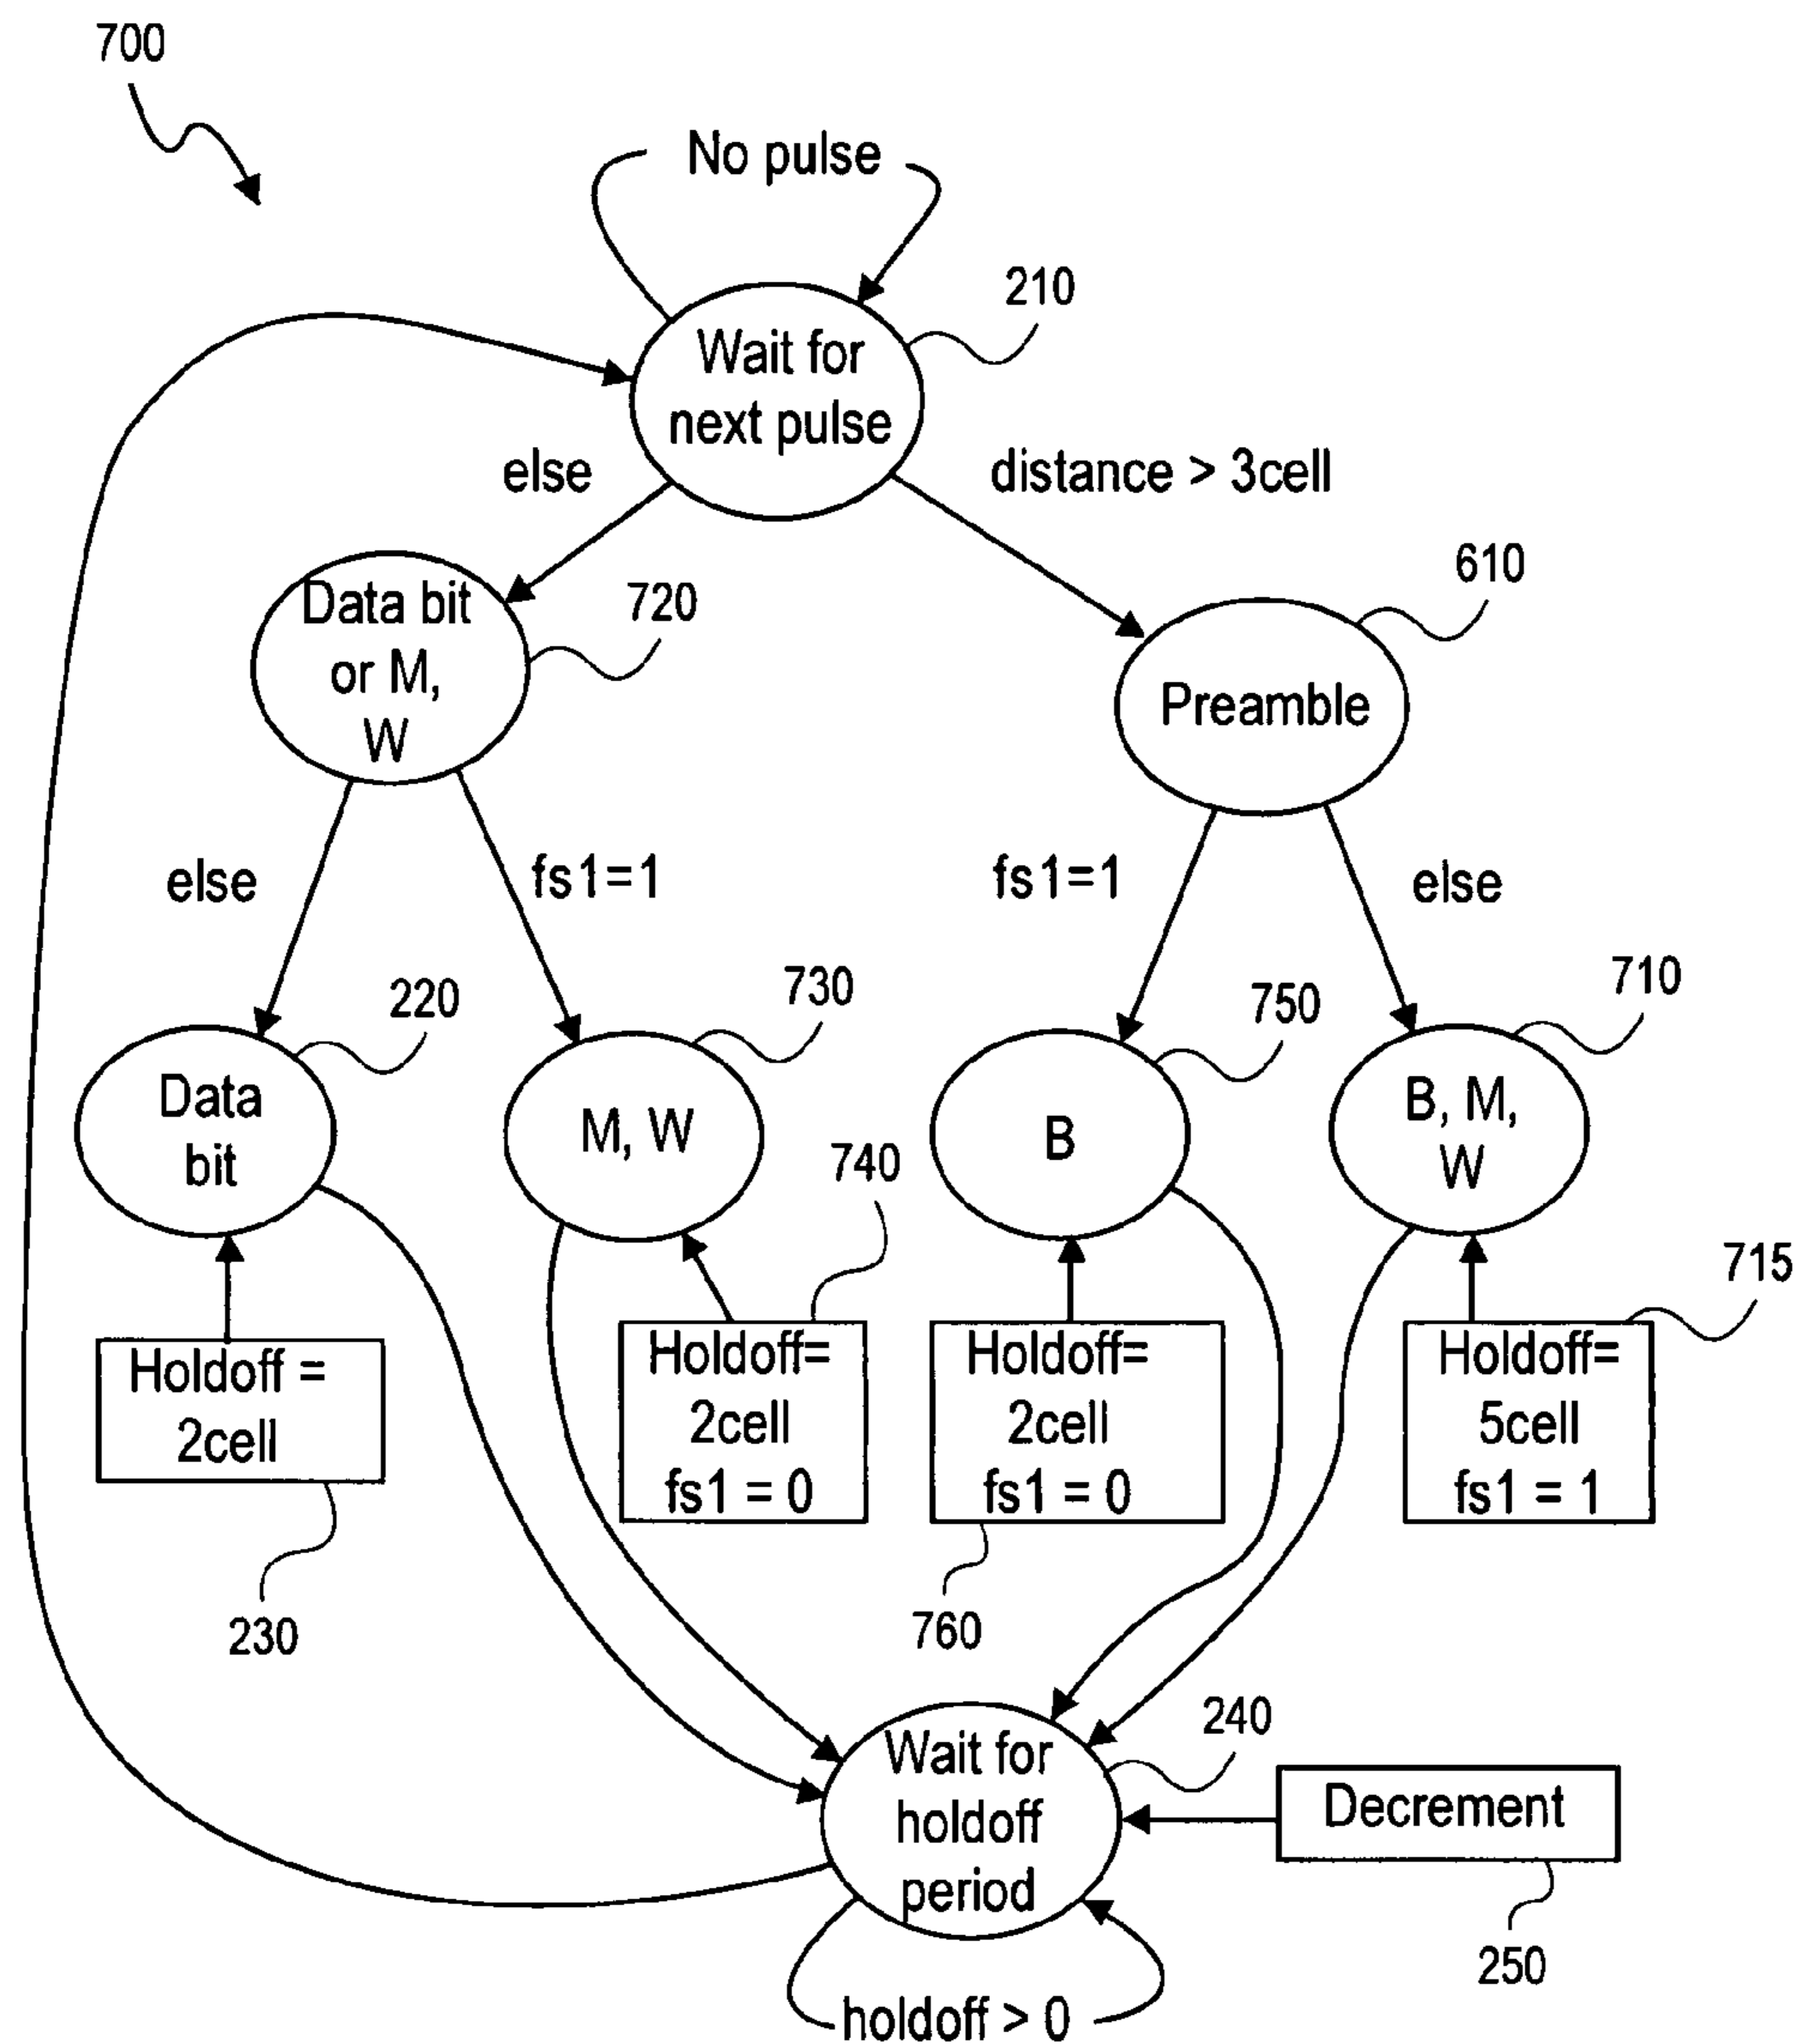 700
No pulse
210
Wait for
next pulse
else
distance > 3cell
610
720
Data bit
or M,
W
Preamble
else
fs1=1
fs1=1
else
220
730
750
710
Data
bit
M, W
B
B, M,
W
740
715
Holdoff =
2cell
Holdoff=
2cell
fs1 = 0
Holdoff=
2cell
fs1 = 0
Holdoff=
5cell
fs1 = 1
230
760
240
Wait for
holdoff
period
Decrement
250
holdoff > 0